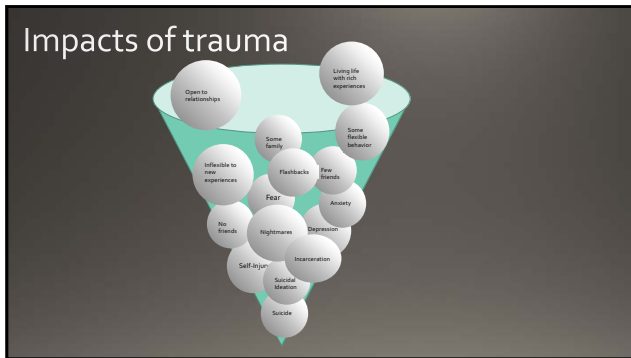 Impacts of trauma
Living life
with rich
experiences
Open to
relationships
Some
flexible
behavior
Some
family
Inflexible to
new
experiences
Flashbacks
Few
friends
Fear
Anxiety
No
friends
Nightmares
Depression
Incarceration
Self-Injur
Suicidal
Ideation
Suicide